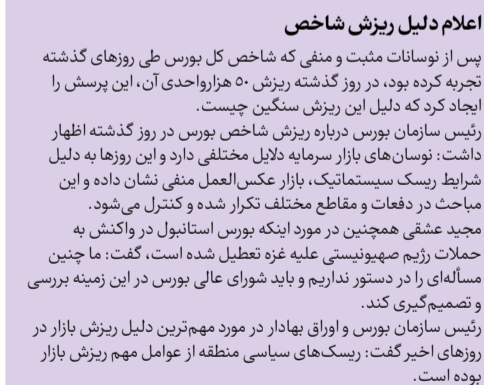 اعلام دلیل ریزش شاخص
پس از نوسانات مثبت و منفی که شاخص کل بورس طی روزهای گذشته
تجربه کرده بود، در روز گذشته ریزش ۵۰ هزارواحدی آن، این پرسش را
ایجاد کرد که دلیل این ریزش سنگین چیست.
رئیس سازمان بورس درباره ریزش شاخص بورس در روز گذشته اظهار
داشت: نوسان‌های بازار سرمایه دلایل مختلفی دارد و این روزها به دلیل
شرایط ریسک سیستماتیک، بازار عکس‌العمل منفی نشان داده و این
مباحث در دفعات و مقاطع مختلف تکرار شده و کنترل می‌شود.
مجید عشقی همچنین در مورد اینکه بورس استانبول در واکنش به
حملات رژیم صهیونیستی علیه غزه تعطیل شده است، گفت: ما چنین
مسأله‌ای را در دستور نداریم و باید شورای عالی بورس در این زمینه بررسی
و تصمیم‌گیری کند.
رئیس سازمان بورس و اوراق بهادار در مورد مهم‌ترین دلیل ریزش بازار در
روزهای اخیر گفت: ریسک‌های سیاسی منطقه از عوامل مهم ریزش بازار
بوده است.